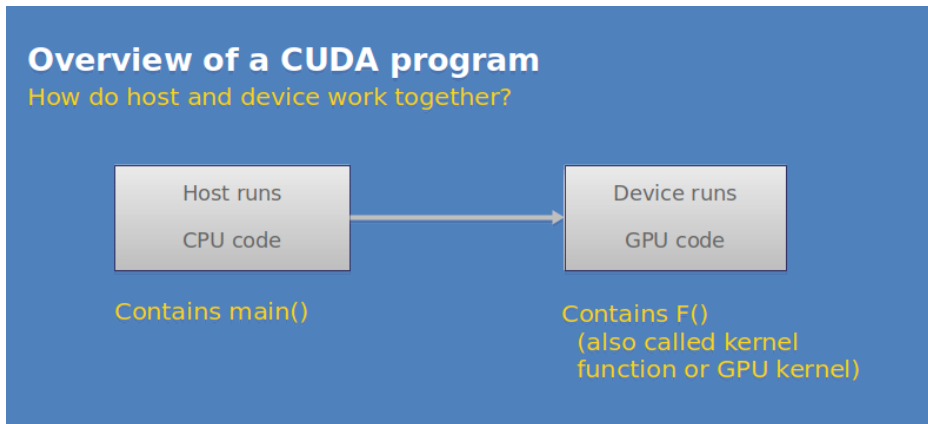 Overview of a CUDA program
How do host and device work together?
Host runs
CPU code
Device runs
GPU code
Contains main()
Contains F()
(also called kernel
function or GPU kernel)